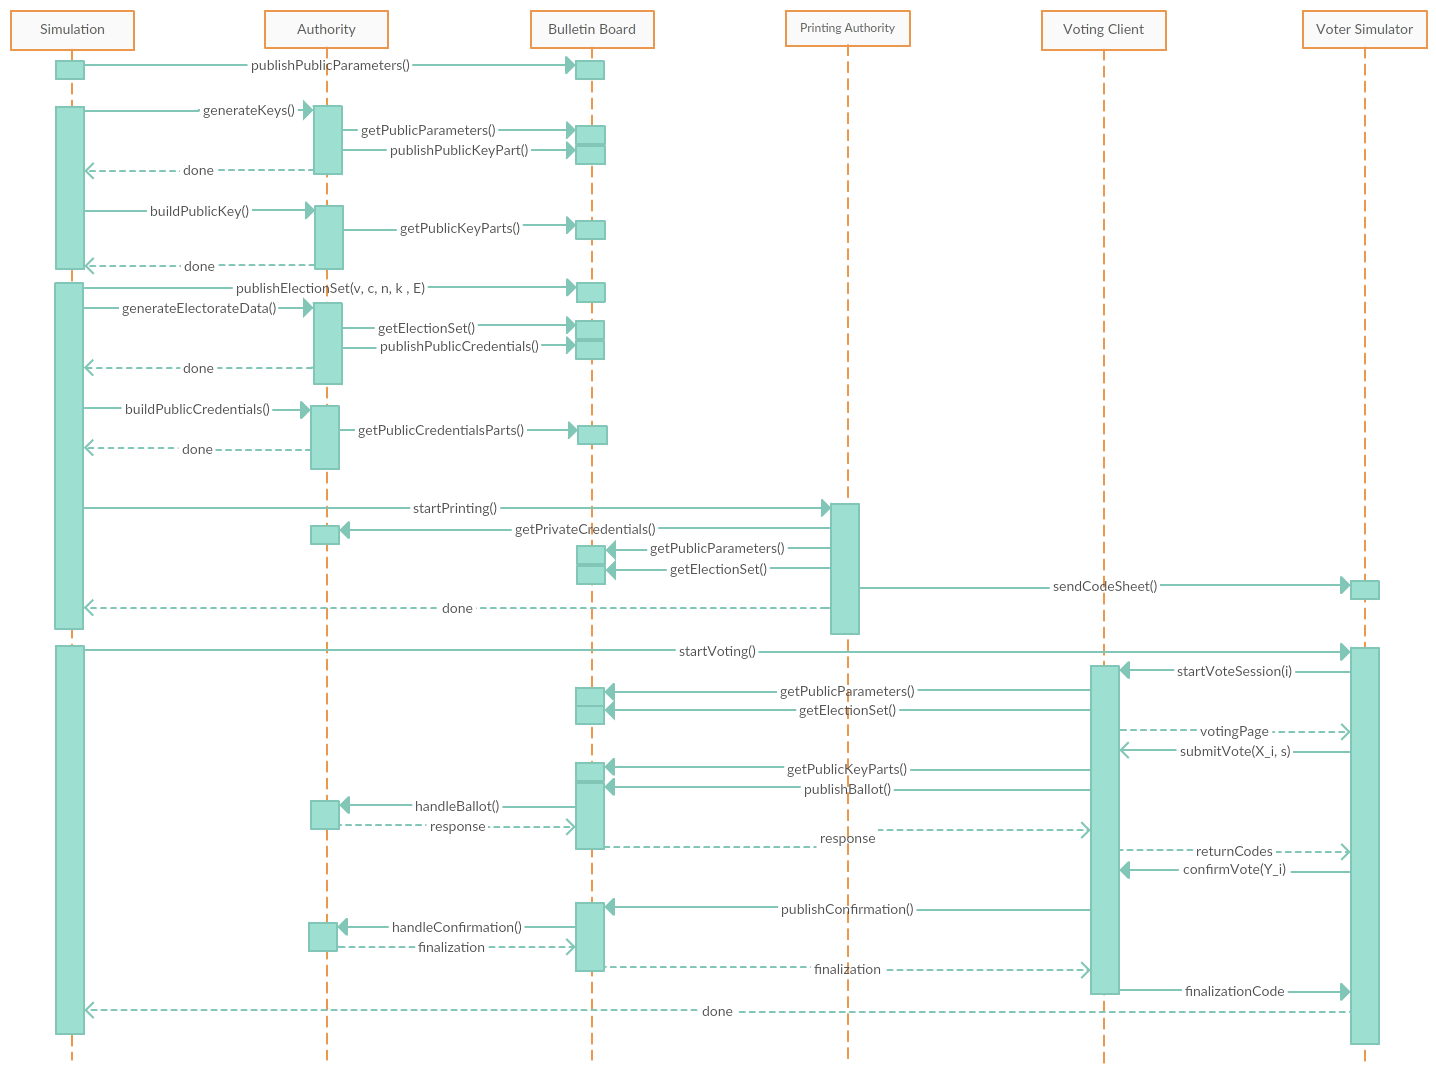 Simulation
Authority
Bulletin Board
Printing Authority
Voting Client
Voter Simulator
publishPublicParameters()
generateKeys()
getPublicParameters()
publishPublicKeyPart()
done
buildPublicKey()
getPublicKeyParts()
done
publishElectionSet(v, c, n, k , E)
generateElectorateData()
getElectionSet()
publishPublicCredentials()
done
buildPublicCredentials()
getPublicCredentialsParts()
done
startPrinting()
getPrivateCredentials()
getPublicParameters()
getElectionSet()
sendCodeSheet()
done
startVoting()
startVoteSession(i)
getPublicParameters()
getElectionSet()
votingPage
submitVote(X_i, s)
getPublicKeyParts()
publishBallot()
handleBallot()
response
response
returnCodes
confirmVote(Y_i)
publishConfirmation()
handleConfirmation()
finalization
finalization
finalizationCode
done